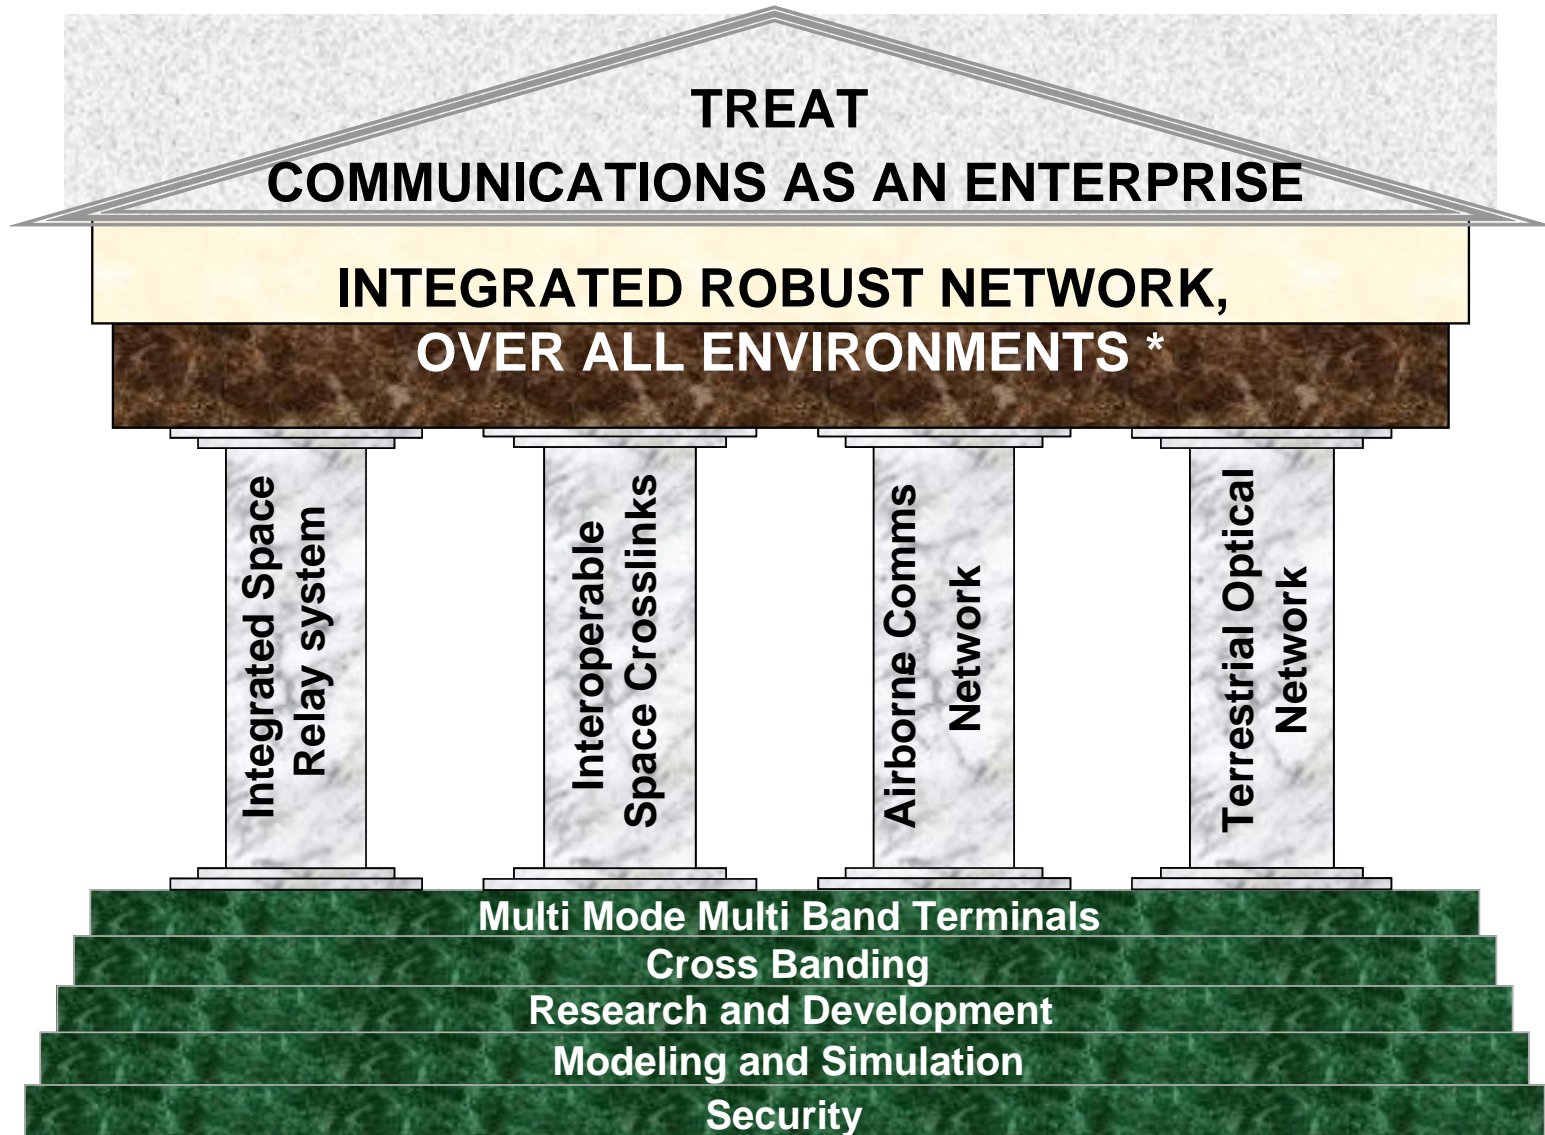 TREAT
COMMUNICATIONS AS AN ENTERPRISE
INTEGRATED ROBUST NETWORK,
OVER ALL ENVIRONMENTS *
Integrated Space
Relay system
Interoperable
Space Crosslinks
Airborne Comms
Network
Terrestrial Optical
Network
Multi Mode Multi Band Terminals
Cross Banding
Research and Development
Modeling and Simulation
Security